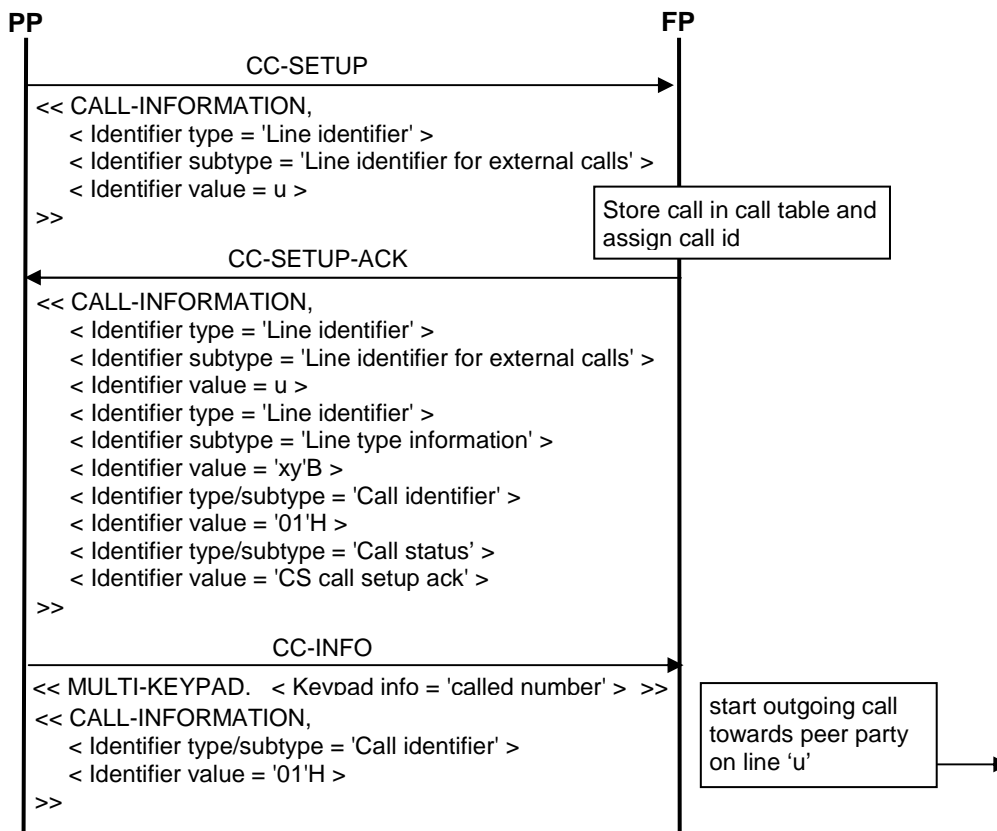 PP
FP
CC-SETUP
<< CALL-INFORMATION,
< Identifier type = 'Line identifier' >
< Identifier subtype = 'Line identifier for external calls' >
< Identifier value = u >
>>
Store call in call table and
assign call id
CC-SETUP-ACK
<< CALL-INFORMATION,
< Identifier type = 'Line identifier' >
< Identifier subtype = 'Line identifier for external calls' >
< Identifier value = u >
< Identifier type = 'Line identifier' >
< Identifier subtype = 'Line type information' >
< Identifier value = 'xy'B >
< Identifier type/subtype = 'Call identifier' >
< Identifier value = '01'H >
< Identifier type/subtype = 'Call status’ >
< Identifier value = 'CS call setup ack' >
>>
CC-INFO
<< MULTI-KEYPAD. < Keypad info = 'called number' > >>
<< CALL-INFORMATION,
< Identifier type/subtype = 'Call identifier' >
< Identifier value = '01'H >
>>
start outgoing call
towards peer party
on line ‘u’